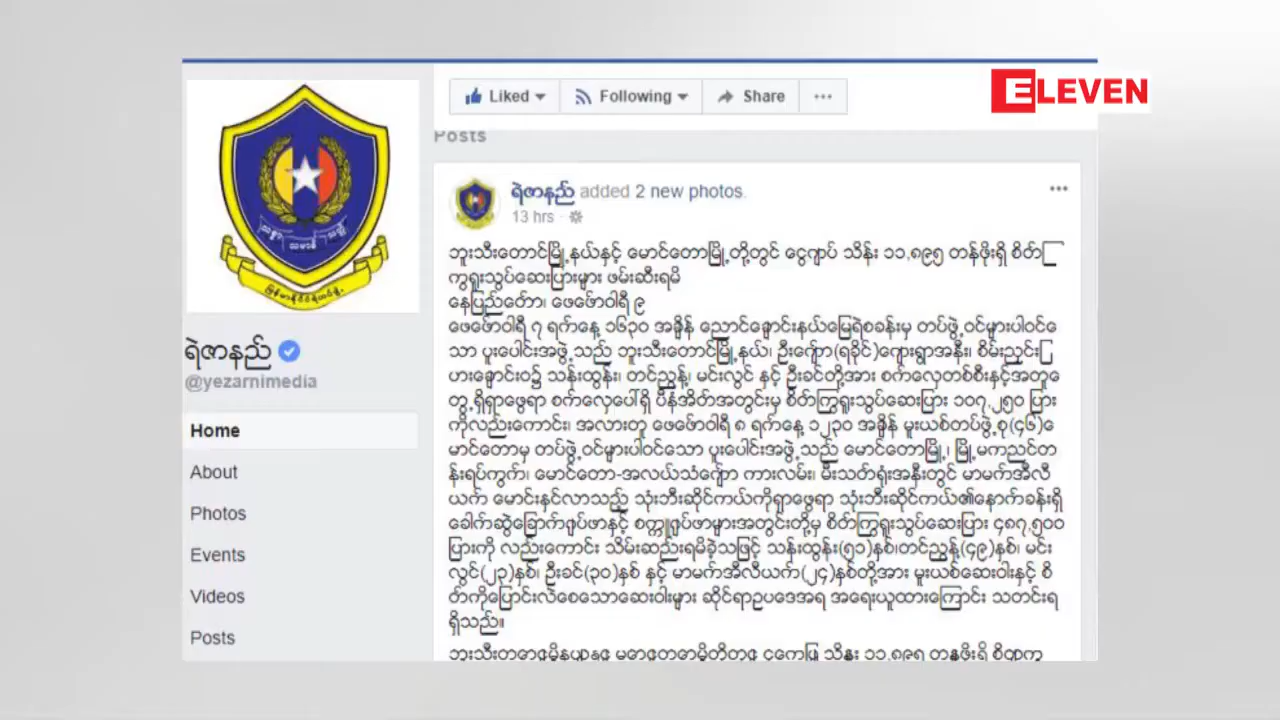 ELEVEN
Liked
Following
Share
Posts
ရဲဇာနည် added 2 new photos.
13 hrs
ဘူးသီးတောင်မြို့နယ်နှင့် မောင်တောမြို့တို့တွင် ငွေကျပ် သိန်း ၁၁,၈၉၅ တန်ဖိုးရှိ စိတ်ကြွ
ရူးသွပ်ဆေးပြားများ ဖမ်းဆီးရမိ
နေပြည်တော်၊ ဖေဖော်ဝါရီ ၉
ဖေဖော်ဝါရီ ၇ ရက်နေ့ ၁၆၃၀ အချိန် ညောင်ချောင်းနယ်မြေရဲစခန်းမှ တပ်ဖွဲ့ဝင်များပါဝင်
သော ပူးပေါင်းအဖွဲ့သည် ဘူးသီးတောင်မြို့နယ်၊ ဦးကျော(ရခိုင်)ကျေးရွာအနီး၊ စိမ်းညှင်းပြ
ာချောင်းဝ၌ သန်းထွန်း၊ တင်ညွန့်၊ မင်းလွင် နှင့် ဦးခင်တို့အား စက်လှေတစ်စီးနှင့်အတူ
တွေ့ရှိရှာဖွေရာ စက်လှေပေါ်ရှိ ပီနံအိတ်အတွင်းမှ စိတ်ကြွရူးသွပ်ဆေးပြား ၁၀၇,၂၅၀ ပြား
ကိုလည်းကောင်း၊ အလားတူ ဖေဖော်ဝါရီ ၈ ရက်နေ့ ၁၂၃၀ အချိန် မူးယစ်တပ်ဖွဲ့စု(၄၆)
မောင်တောမှ တပ်ဖွဲ့ဝင်များပါဝင်သော ပူးပေါင်းအဖွဲ့သည် မောင်တောမြို့၊ မြို့မကညင်တ
န်းရပ်ကွက်၊ မောင်တော-အလယ်သံကျော် ကားလမ်း၊ မီးသတ်ရုံးအနီးတွင် မာမက်အီလီ
ယက် မောင်းနှင်လာသည့် သုံးဘီးဆိုင်ကယ်ကိုရှာဖွေရာ သုံးဘီးဆိုင်ကယ်၏နောက်ခန်းရှိ
ခေါက်ဆွဲခြောက်ဂျပ်ဖာနှင့် စက္ကူဂျပ်ဖာများအတွင်းတို့မှ စိတ်ကြွရူးသွပ်ဆေးပြား ၄၈၇,၅၀၀
ပြားကို လည်းကောင်း သိမ်းဆည်းရမိခဲ့သဖြင့် သန်းထွန်း(၅၁)နှစ်၊တင်ညွန့်(၄၉)နှစ်၊ မင်း
လွင်(၂၃)နှစ်၊ ဦးခင်(၃၀)နှစ် နှင့် မာမက်အီလီယက်(၂၄)နှစ်တို့အား မူးယစ်ဆေးဝါးနှင့် စိ
တ်ကိုပြောင်းလဲစေသောဆေးဝါးများ ဆိုင်ရာဥပဒေအရ အရေးယူထားကြောင်း သတင်းရ
ရှိသည်။
ရဲဇာနည်
@yezarnimedia
Home
About
Photos
Events
Videos
Posts